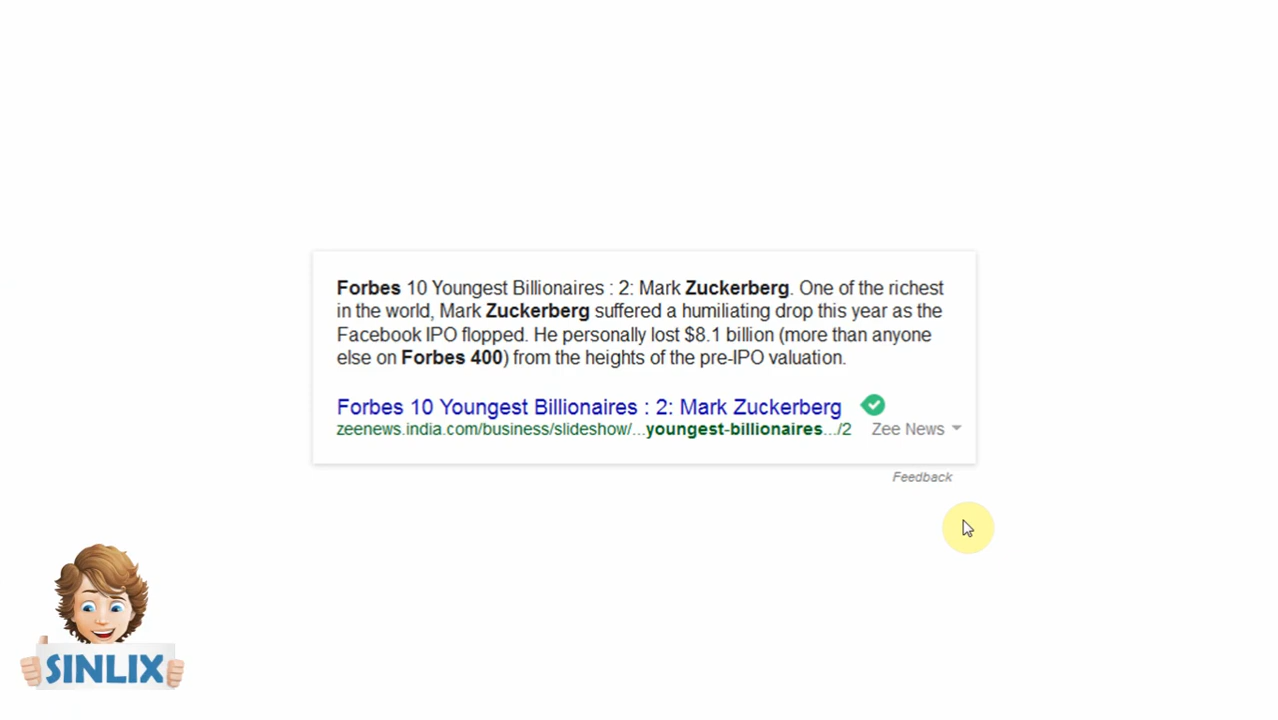 Forbes 10 Youngest Billionaires : 2: Mark Zuckerberg. One of the richest
in the world, Mark Zuckerberg suffered a humiliating drop this year as the
Facebook IPO flopped. He personally lost $8.1 billion (more than anyone
else on Forbes 400) from the heights of the pre-IPO valuation.
Forbes 10 Youngest Billionaires : 2: Mark Zuckerberg
zeenews.india.com/business/slideshow/...youngest-billionaires.../2 Zee News
Feedback
SINLIX